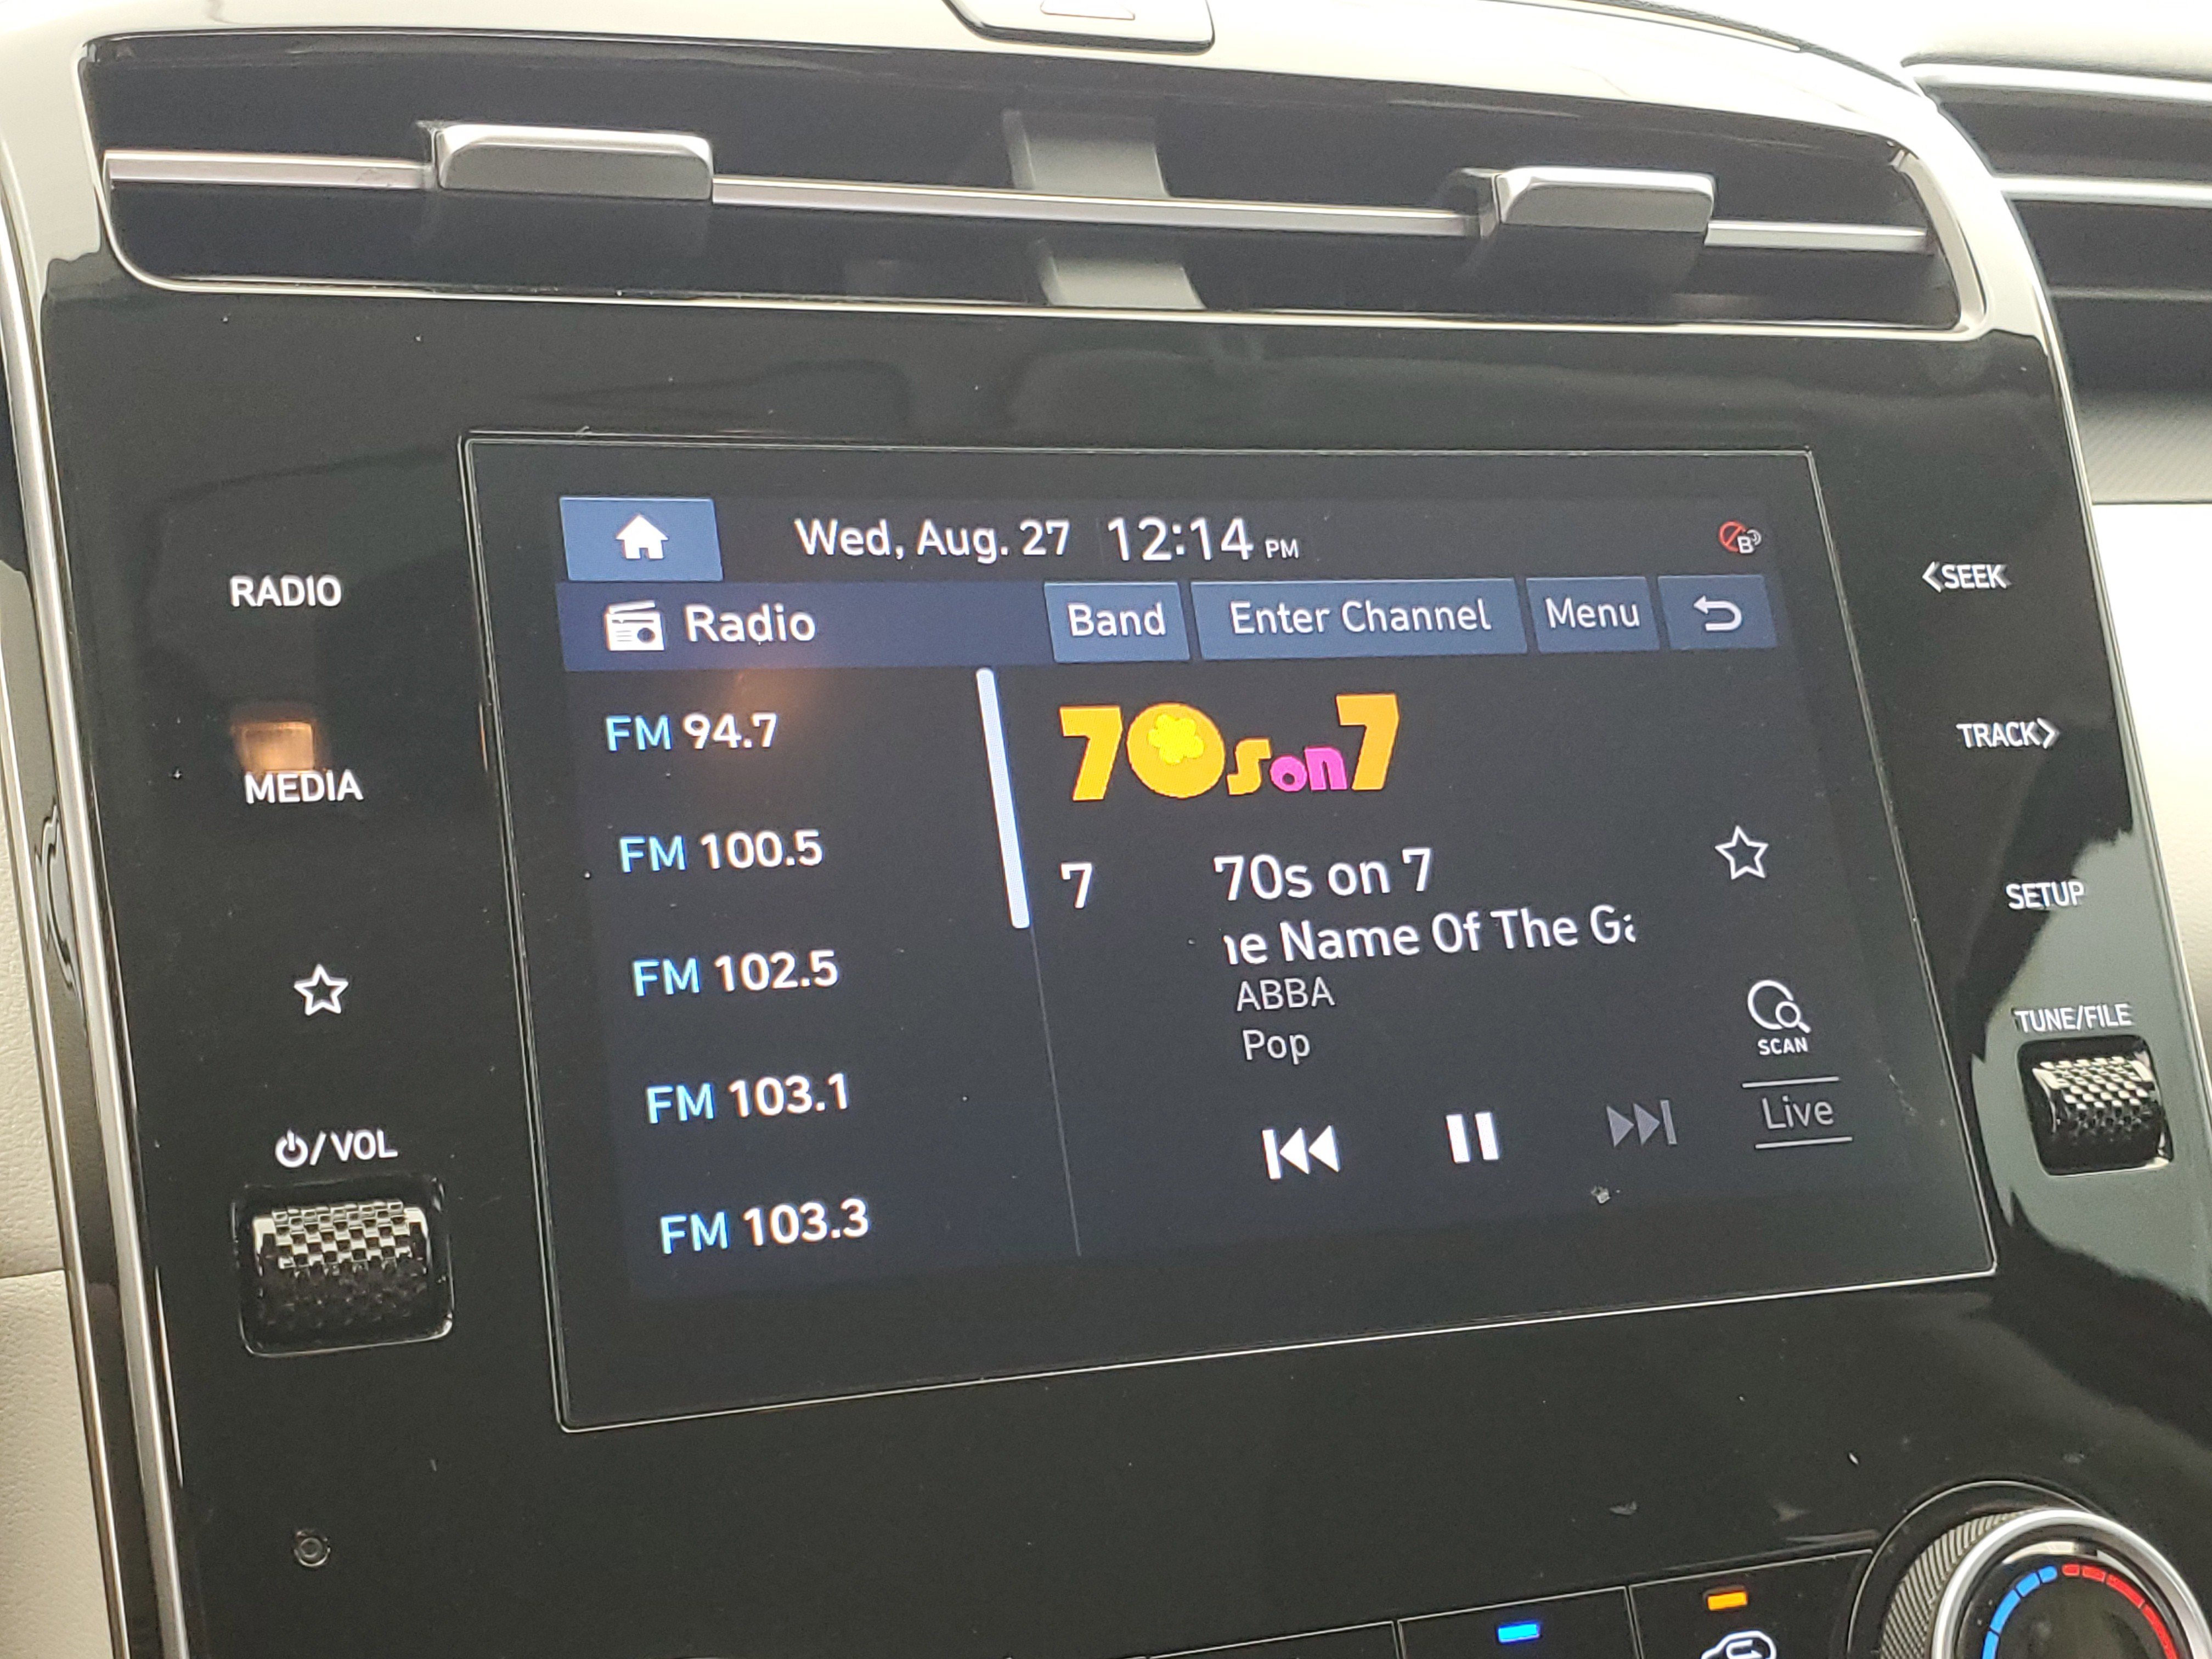 Wed, Aug. 27 12:14 PM
RADIO
<SEEK
Radio
Band
Enter Channel
Menu
FM 94.7
70s on 7
MEDIA
TRACK>
FM 100.5
7
70s on 7
Name Of The
SETUP
FM 102.5
ABBA
SCAN
TUNE/FILE
Pop
FM 103.1
Live
/VOL
FM 103.3